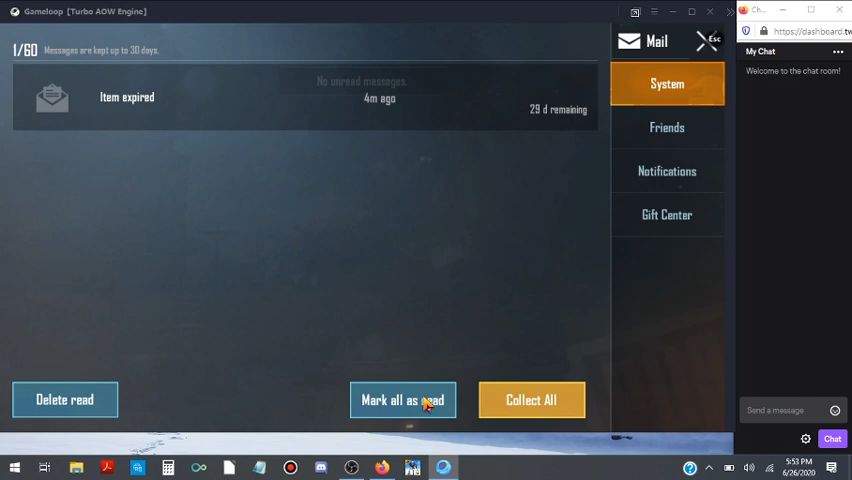 Gameloop [Turbo AOW Engine]
1/60 Messages are kept up to 30 days.
No unread messages.
Item expired
4m ago
29 d remaining
Delete read
Mark all as read
Collect All
Mail
Esc
System
Friends
Notifications
Gift Center
Ch...
https://dashboard.tw
My Chat
Welcome to the chat room!
Send a message
Chat
5:53 PM
6/26/2020